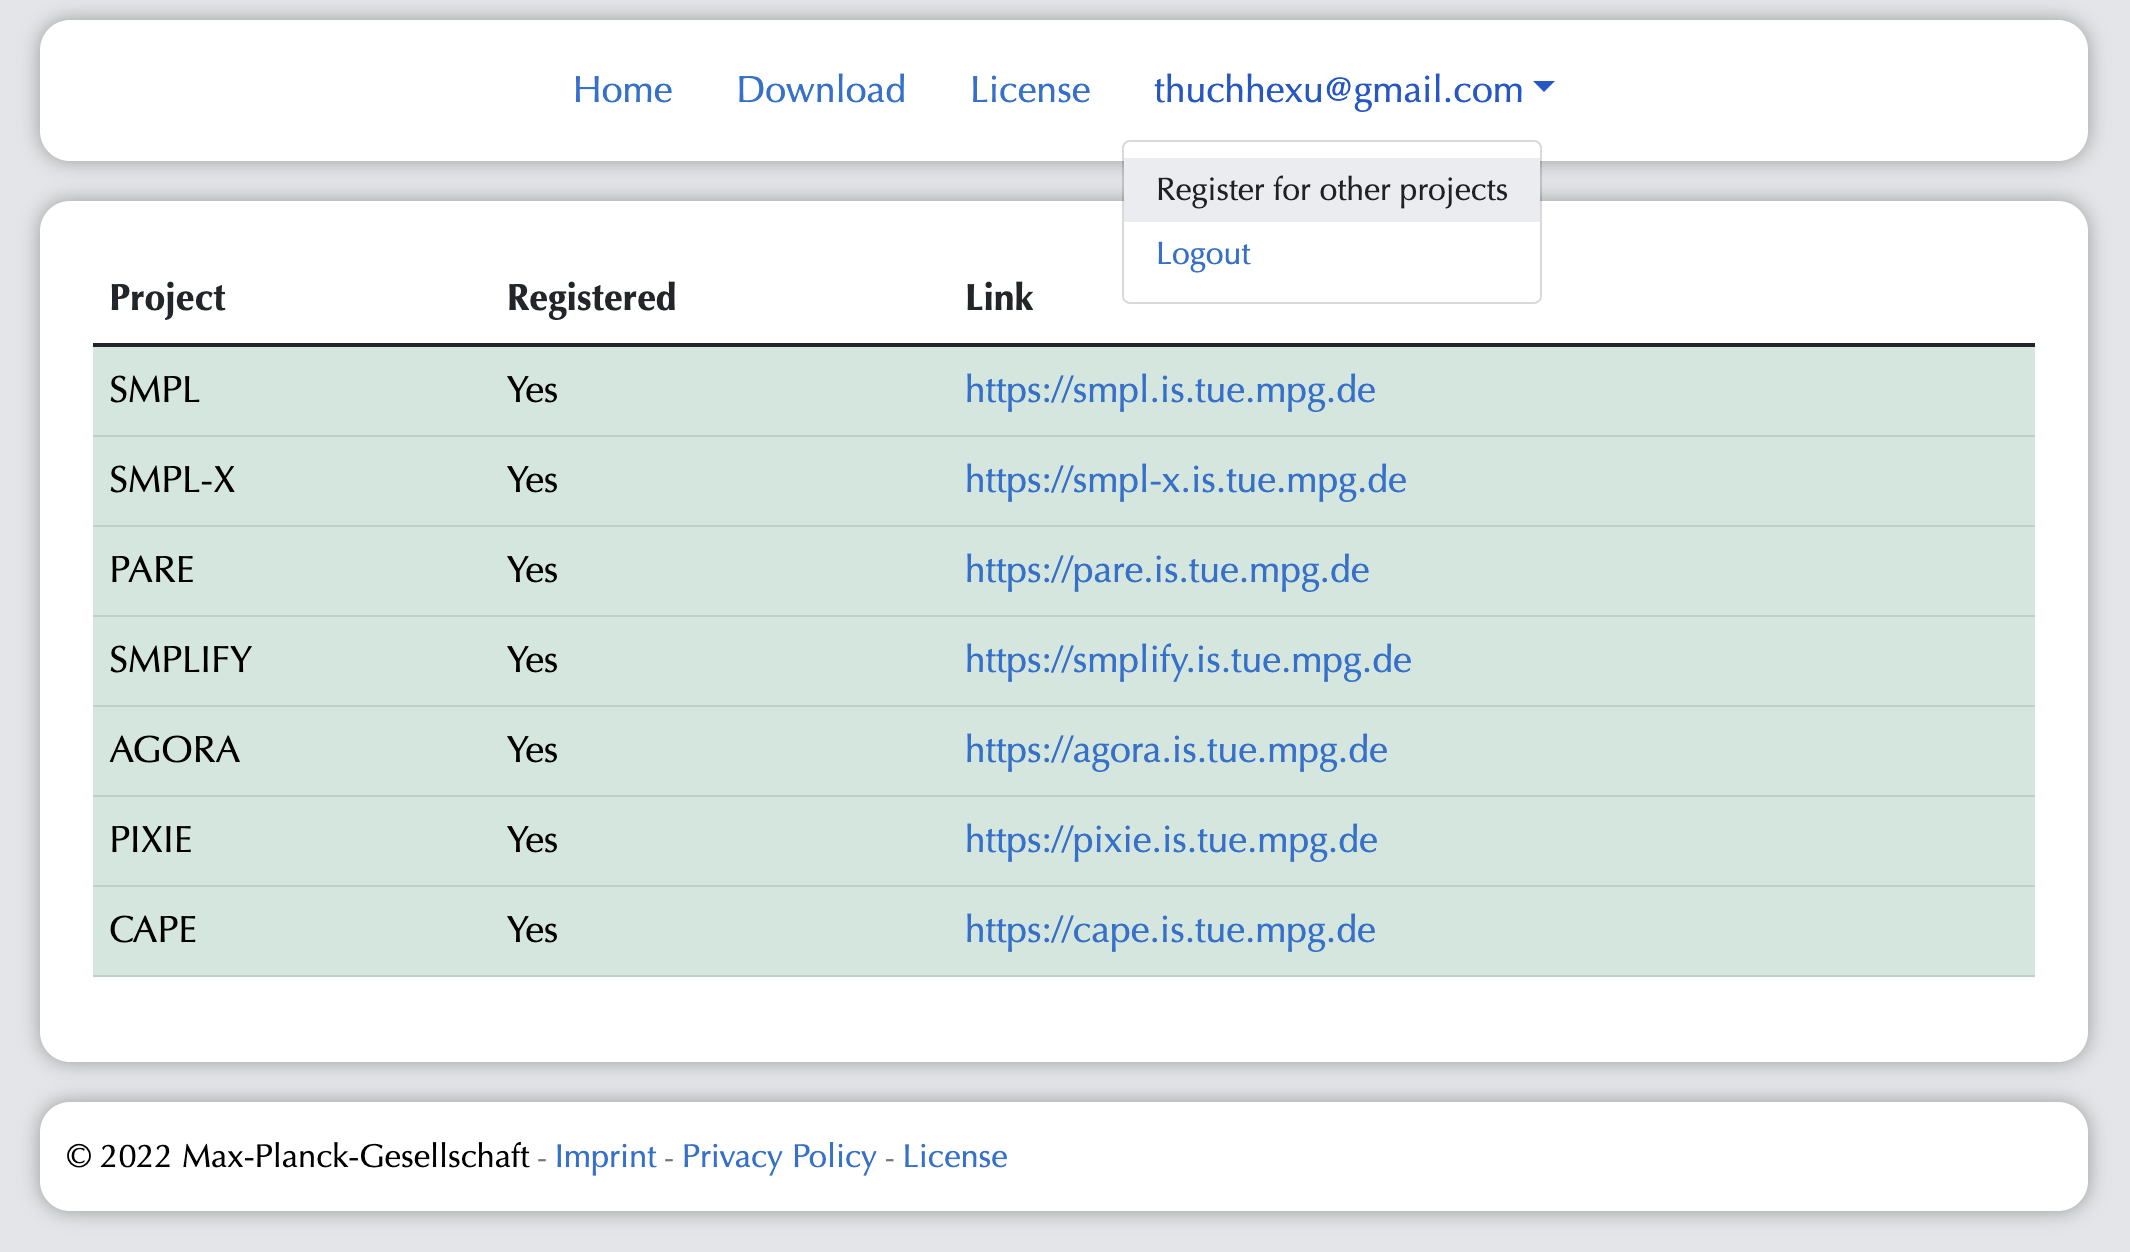 Home Download License thuchhexu@gmail.com
Register for other projects
Logout
Project Registered Link
SMPL Yes https://smpl.is.tue.mpg.de
SMPL-X Yes https://smpl-x.is.tue.mpg.de
PARE Yes https://pare.is.tue.mpg.de
SMPLIFY Yes https://smplify.is.tue.mpg.de
AGORA Yes https://agora.is.tue.mpg.de
PIXIE Yes https://pixie.is.tue.mpg.de
CAPE Yes https://cape.is.tue.mpg.de
© 2022 Max-Planck-Gesellschaft - Imprint - Privacy Policy - License